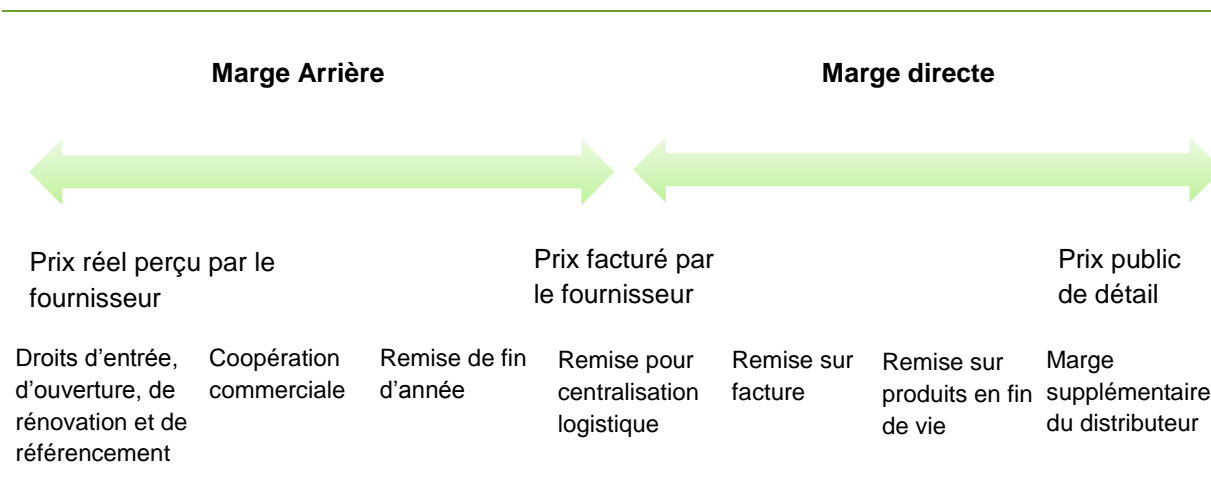 Marge Arrière
Marge directe
Prix réel perçu par le
fournisseur
Prix facturé par
le fournisseur
Prix public
de détail
Droits d’entrée,
d’ouverture, de
rénovation et de
référencement
Coopération
commerciale
Remise de fin
d’année
Remise pour
centralisation
logistique
Remise sur
facture
Remise sur
produits en fin
de vie
Marge
supplémentaire
du distributeur